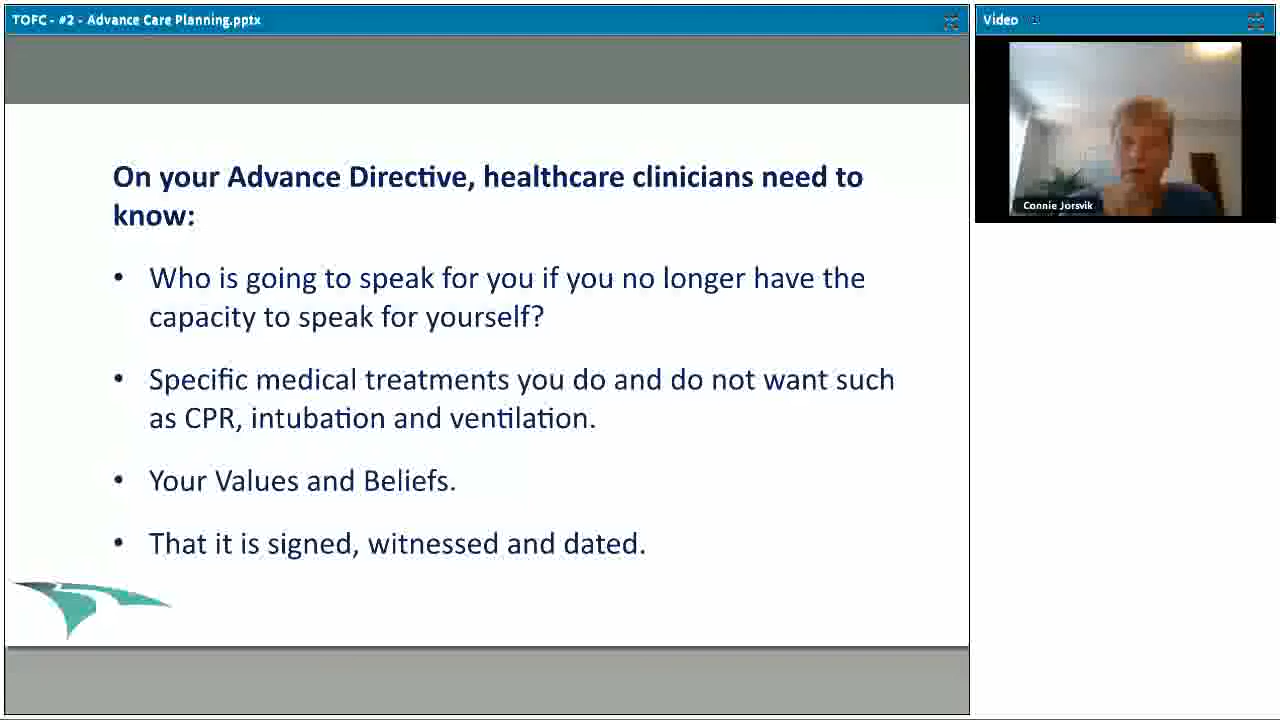 TOFC - #2 - Advance Care Planning.pptx
Video
On your Advance Directive, healthcare clinicians need to
know:
• Who is going to speak for you if you no longer have the
capacity to speak for yourself?
• Specific medical treatments you do and do not want such
as CPR, intubation and ventilation.
• Your Values and Beliefs.
• That it is signed, witnessed and dated.
Connie Jorsvik